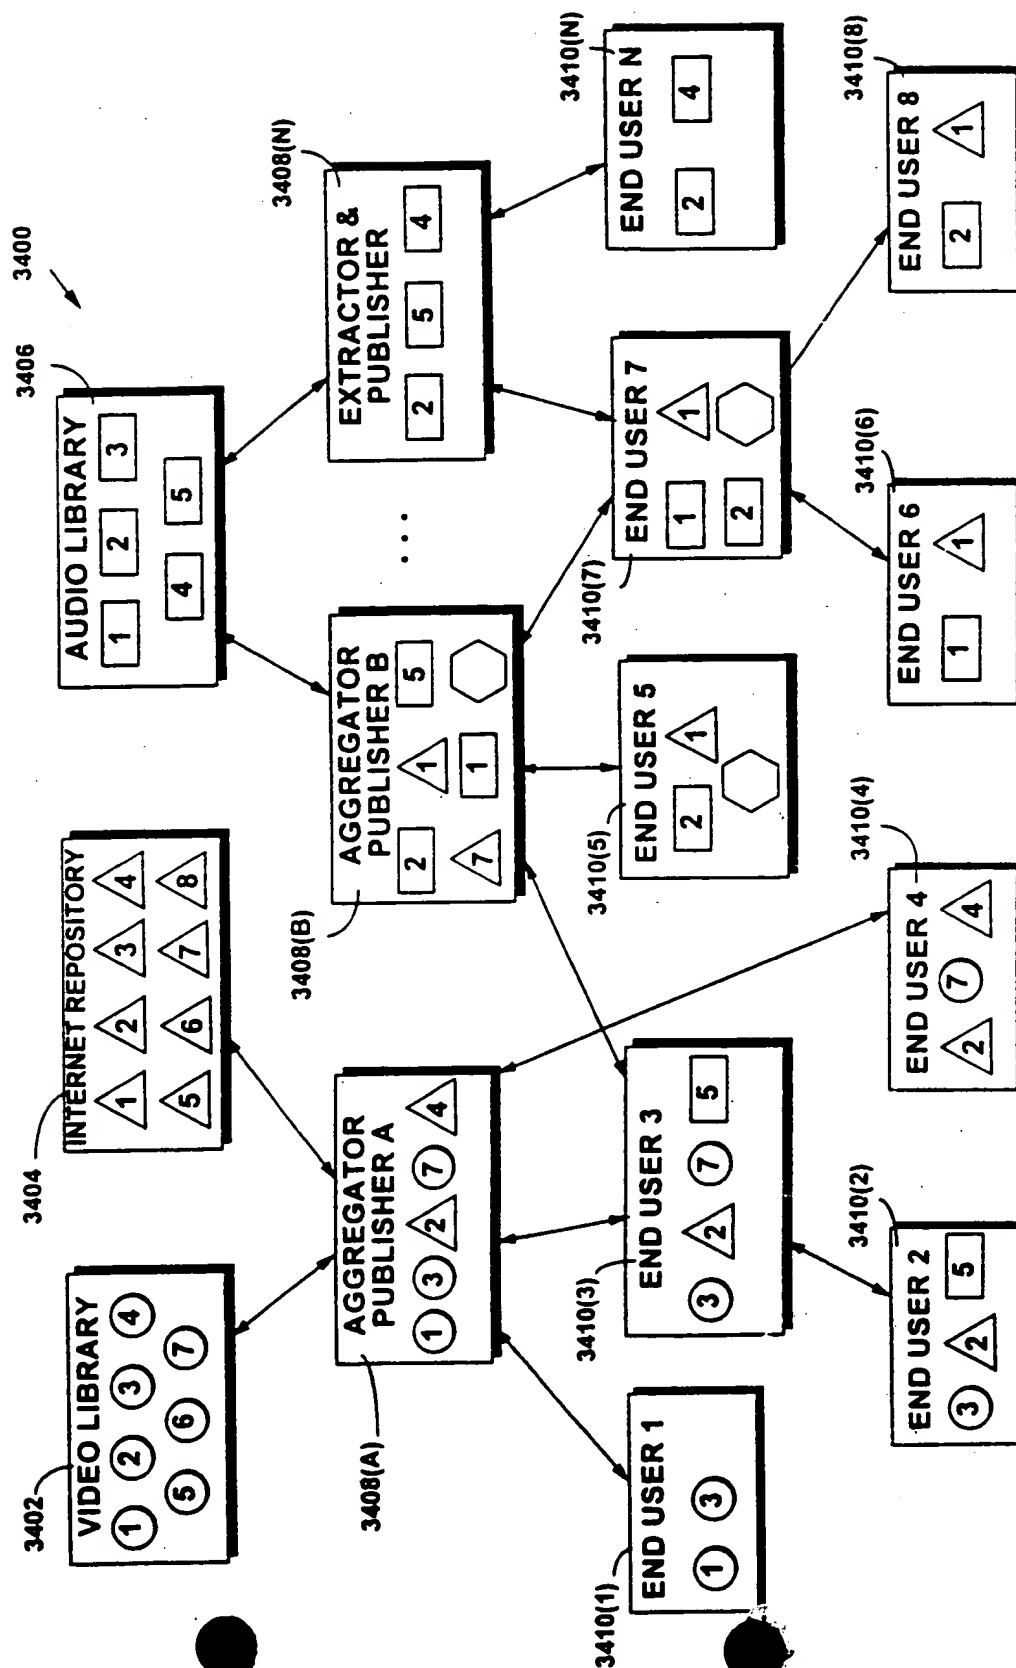 3400
3402
VIDEO LIBRARY
1 2 3 4
5 6 7
3404
INTERNET REPOSITORY
1 2 3 4
5 6 7 8
3406
AUDIO LIBRARY
1 2 3
4 5
3408(A)
AGGREGATOR
PUBLISHER A
1 3 2 7 4
3408(B)
AGGREGATOR
PUBLISHER B
2 1 5
7 1
...
3408(N)
EXTRACTOR &
PUBLISHER
2 5 4
3410(1)
END USER 1
1 3
3410(3)
END USER 3
3 2 7 5
3410(5)
END USER 5
2 1
3410(7)
END USER 7
1 1
2
3410(N)
END USER N
2 4
3410(2)
END USER 2
3 2 5
3410(4)
END USER 4
2 7 4
3410(6)
END USER 6
1 1
3410(8)
END USER 8
2 1